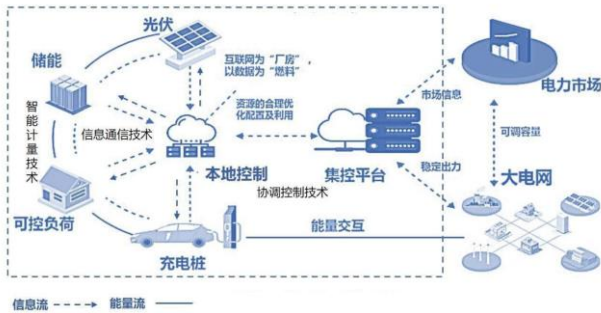 光伏
储能
互联网为“厂房”，
以数据为“燃料”
市场信息
电力市场
智能计量技术
资源的合理优
化配置及利用
信息通信技术
可调容量
本地控制
集控平台
稳定出力
大电网
协调控制技术
可控负荷
能量交互
充电桩
信息流
能量流